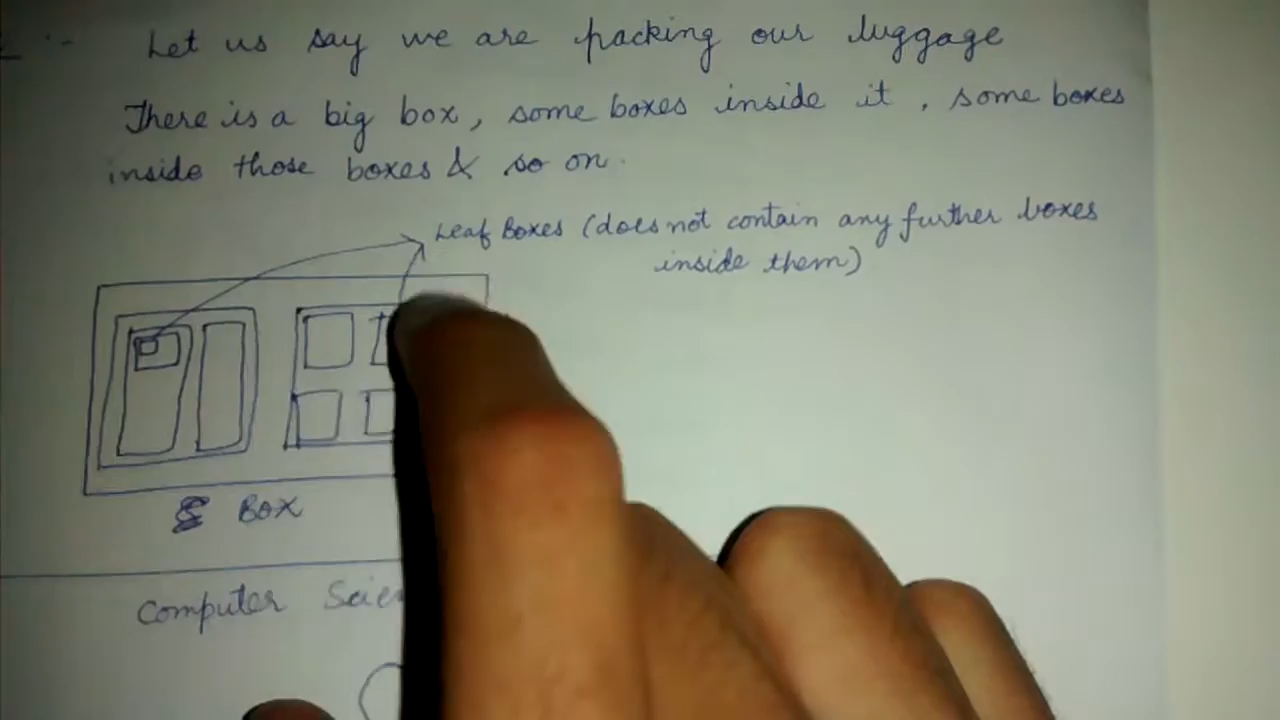 Let us say we are packing our luggage
There is a big box, some boxes inside it, some boxes
inside those boxes & so on.
Leaf Boxes (does not contain any further boxes
inside them)
Box
Computer